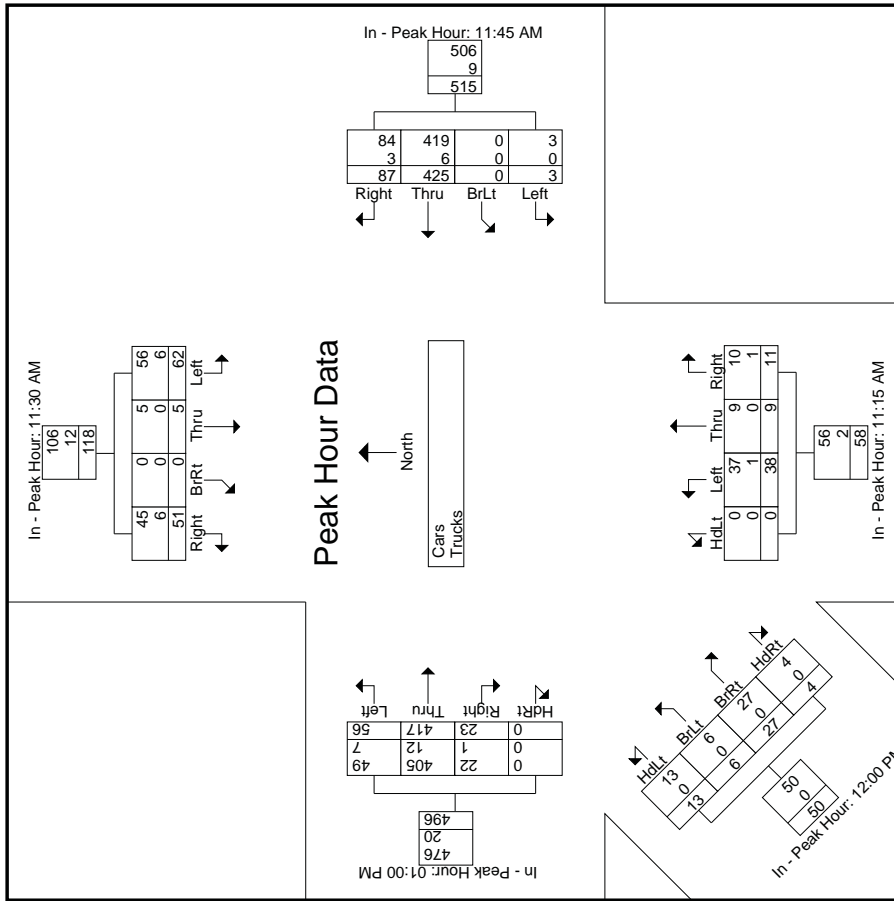 In - Peak Hour: 11:45 AM
506
9
515
84 419 0 3
3 6 0 0
87 425 0 3
Right Thru BrLt Left
In - Peak Hour: 11:30 AM
106
12
118
45 0 5 56
6 0 0 6
51 0 5 62
Right BrRt Thru Left
Peak Hour Data
North
Cars
Trucks
HdLt Left Thru Right
0 37 9 10
0 1 0 1
0 38 9 11
56
2
58
In - Peak Hour: 11:15 AM
Left Thru Right HdRt
56 417 23 0
7 12 1 0
49 405 22 0
496
20
476
In - Peak Hour: 01:00 PM
HdLt BrLt BrRt HdRt
13 6 27 4
0 0 0 0
13 6 27 4
50
0
50
In - Peak Hour: 12:00 PM